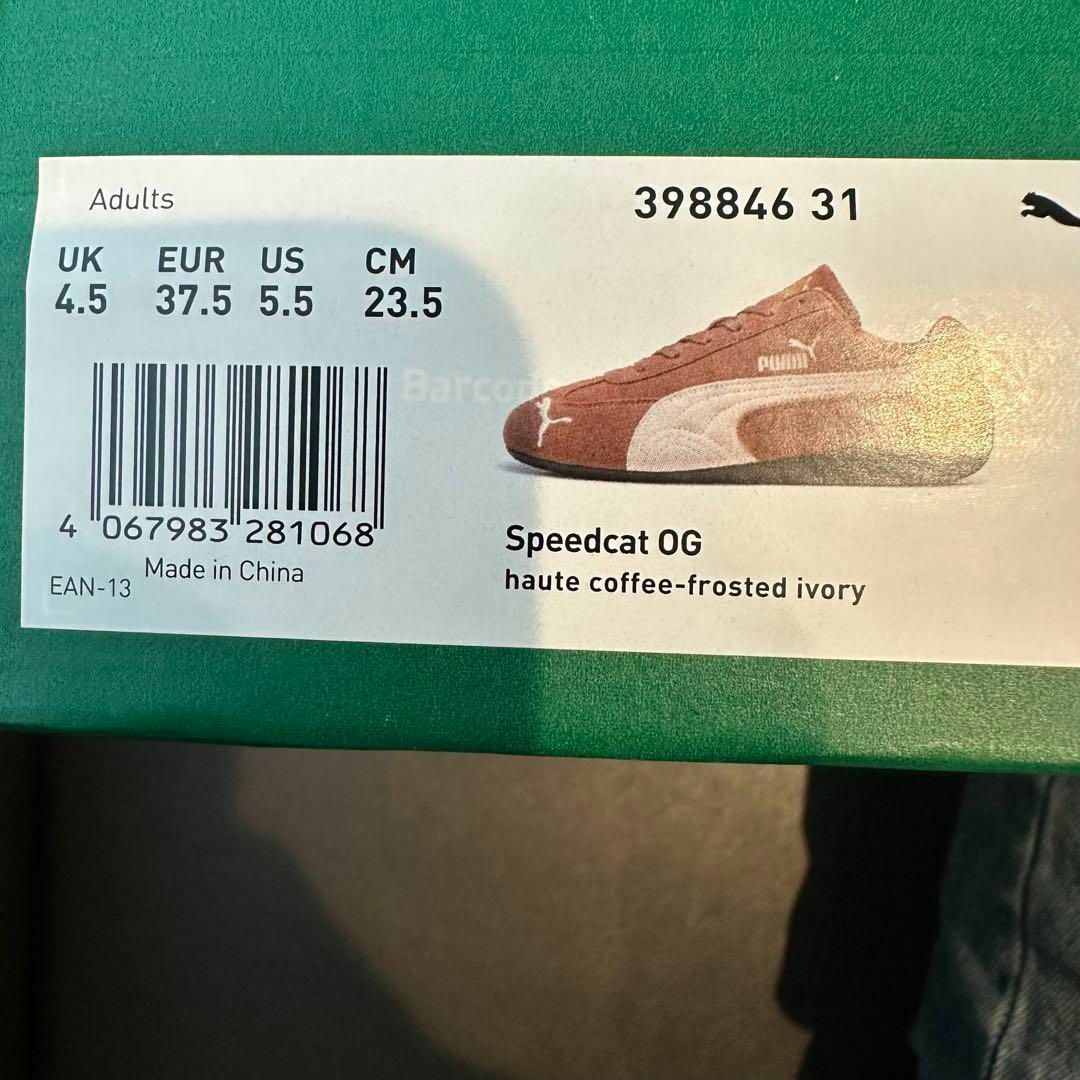 Adults
398846 31
UK EUR US CM
4.5 37.5 5.5 23.5
PUMA
4 067983 281068
Made in China
EAN-13
Speedcat OG
haute coffee-frosted ivory